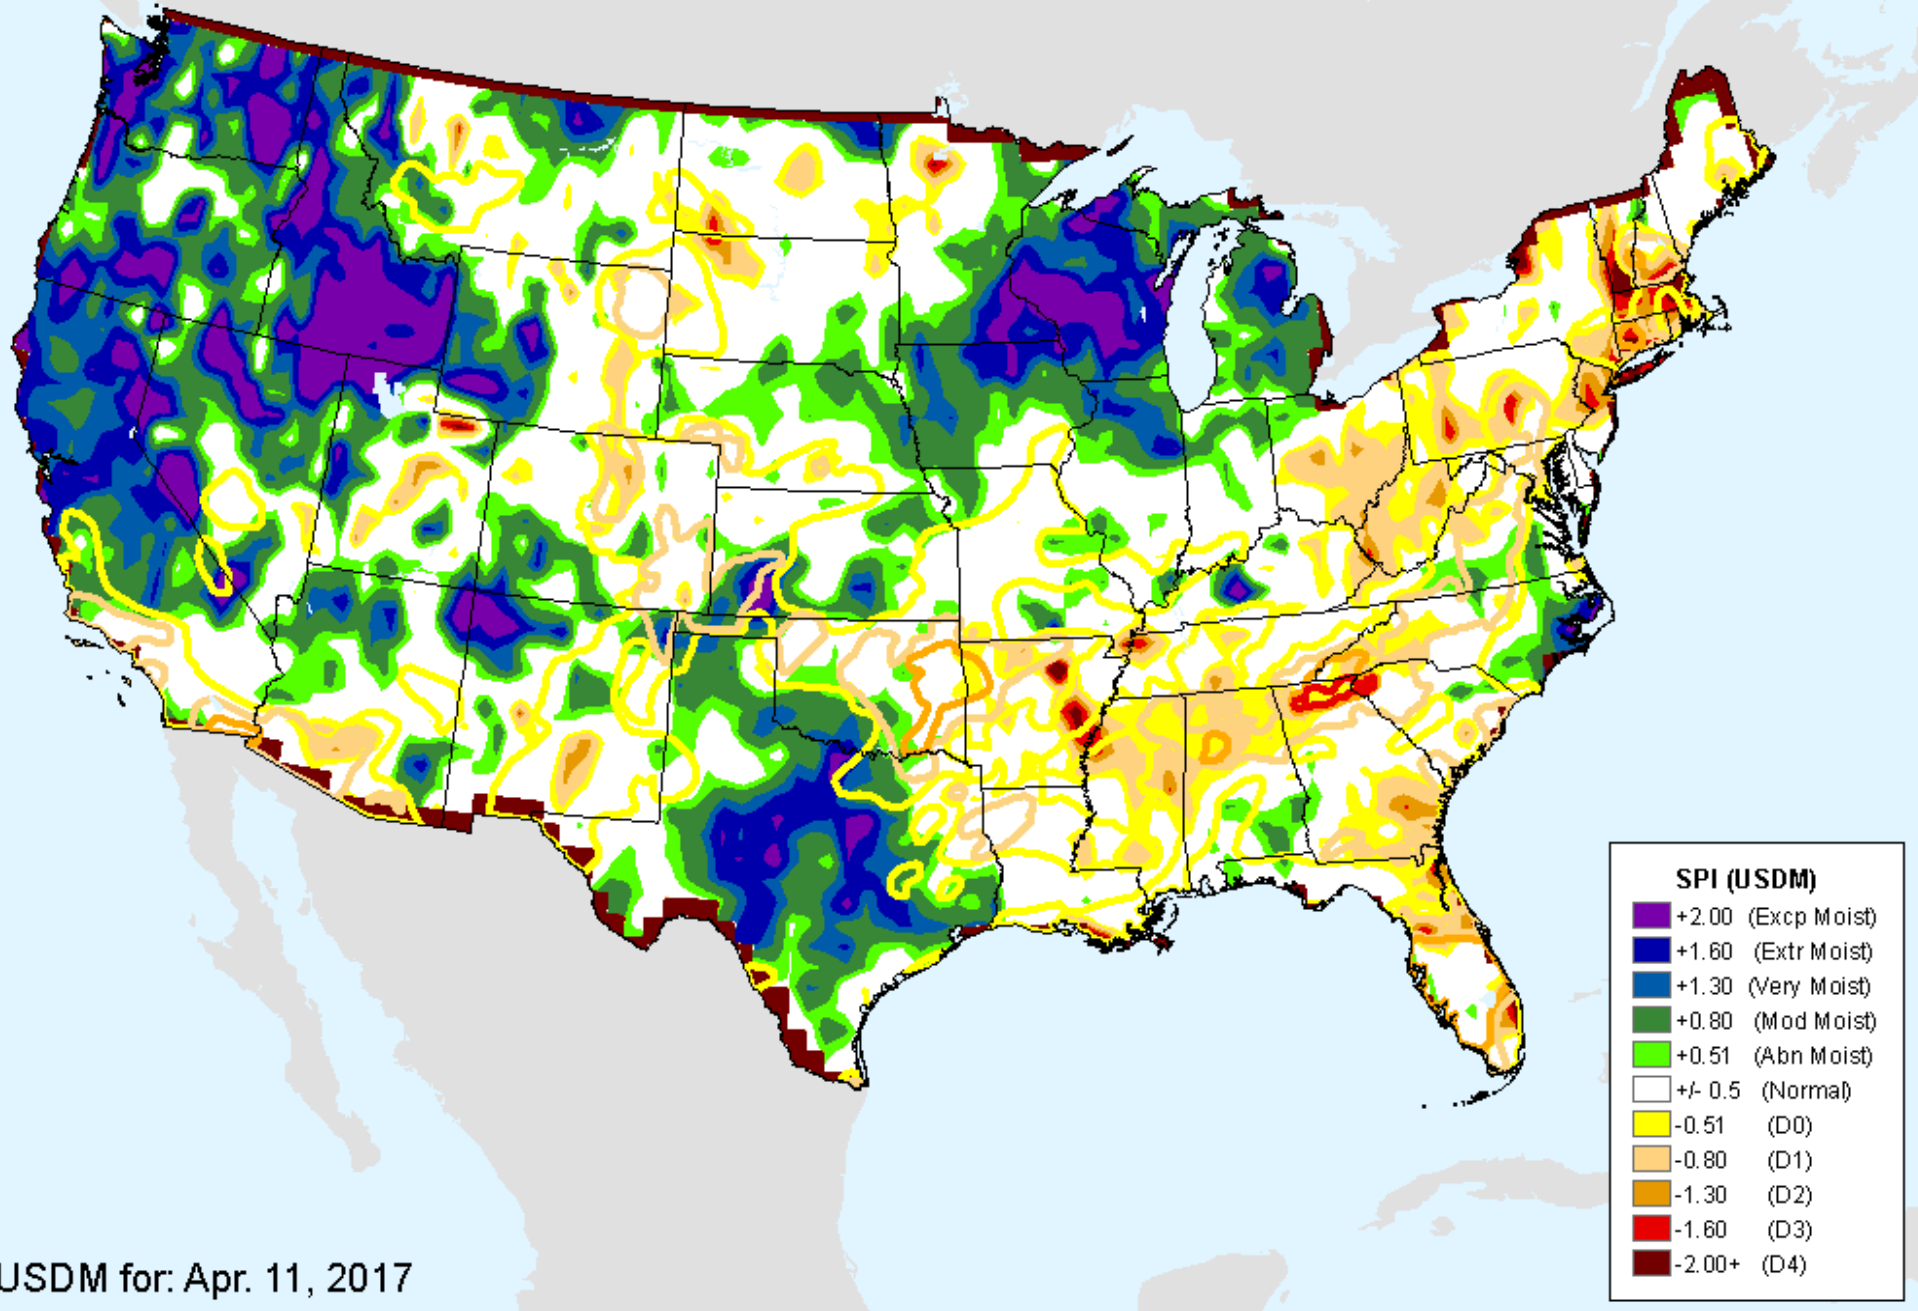 SPI (USDM)
+2.00 (Excp Moist)
+1.60 (Extr Moist)
+1.30 (Very Moist)
+0.80 (Mod Moist)
+0.51 (Abn Moist)
+/- 0.5 (Normal)
-0.51 (D0)
-0.80 (D1)
-1.30 (D2)
-1.60 (D3)
-2.00+ (D4)
USDM for: Apr. 11, 2017